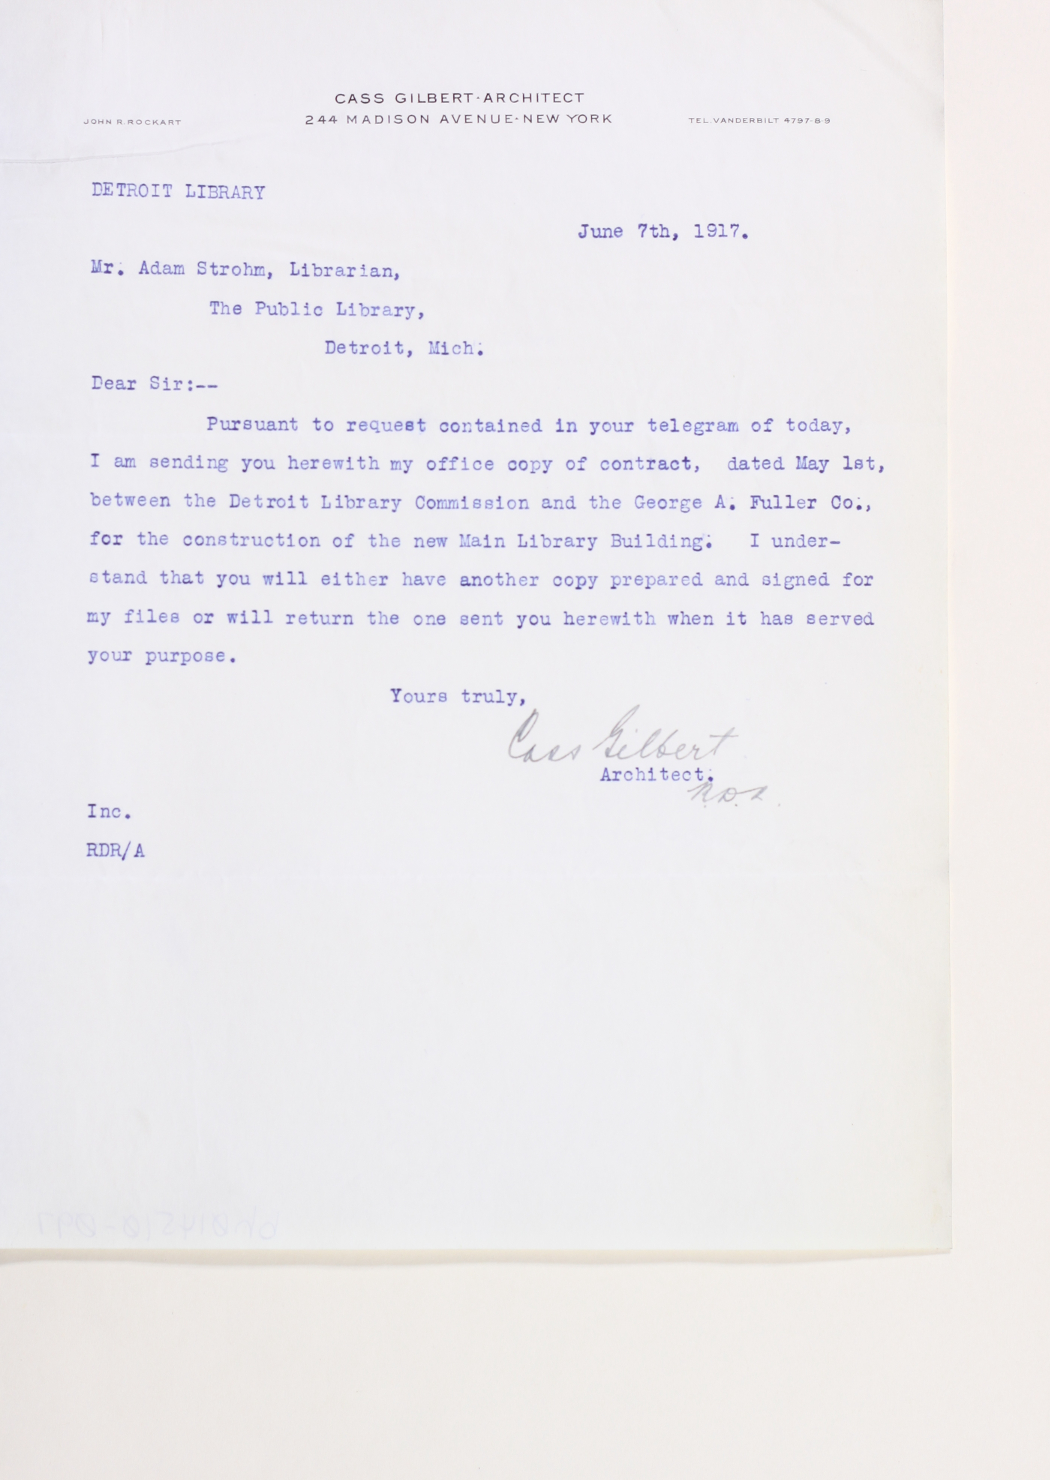 CASS GILBERT·ARCHITECT
JOHN R. ROCKART 244 MADISON AVENUE·NEW YORK TEL. VANDERBILT 4797-8-9
DETROIT LIBRARY
June 7th, 1917.
Mr. Adam Strohm, Librarian,
The Public Library,
Detroit, Mich.
Dear Sir:--
Pursuant to request contained in your telegram of today,
I am sending you herewith my office copy of contract, dated May 1st,
between the Detroit Library Commission and the George A. Fuller Co.,
for the construction of the new Main Library Building. I under-
stand that you will either have another copy prepared and signed for
my files or will return the one sent you herewith when it has served
your purpose.
Yours truly,
Cass Gilbert
Architect.
Inc.
RDR/A